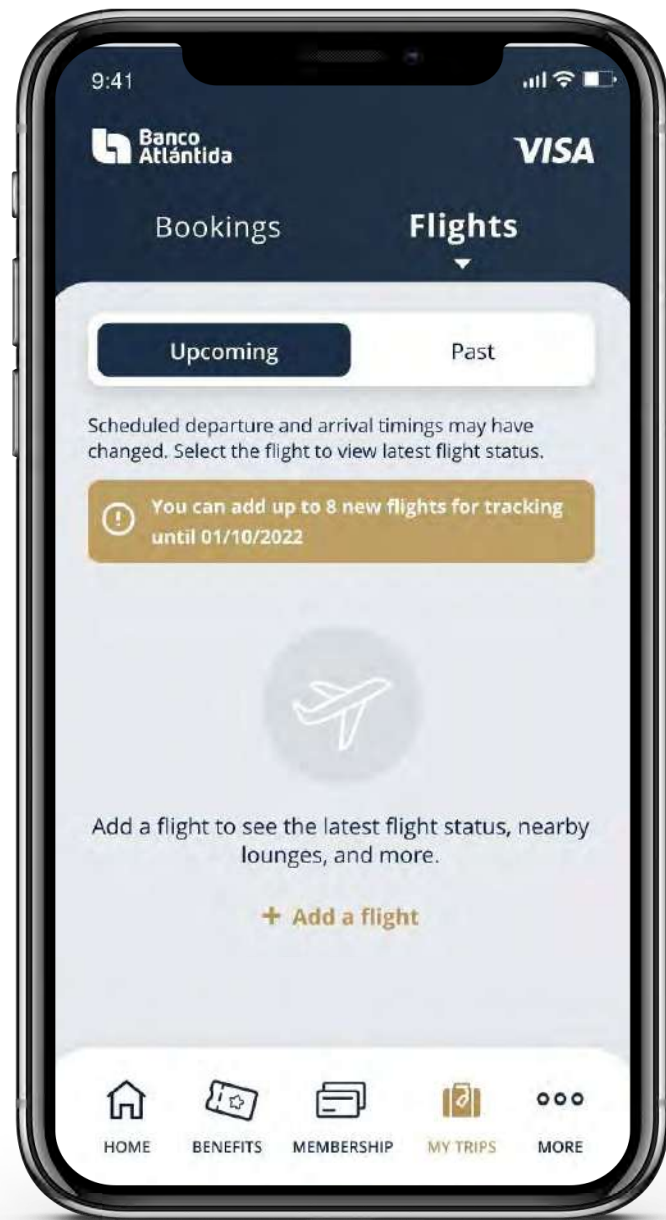 9:41
Banco
Atlántida
VISA
Bookings
Flights
Upcoming
Past
Scheduled departure and arrival timings may have
changed. Select the flight to view latest flight status.
You can add up to 8 new flights for tracking
until 01/10/2022
Add a flight to see the latest flight status, nearby
lounges, and more.
+ Add a flight
HOME
BENEFITS
MEMBERSHIP
MY TRIPS
MORE